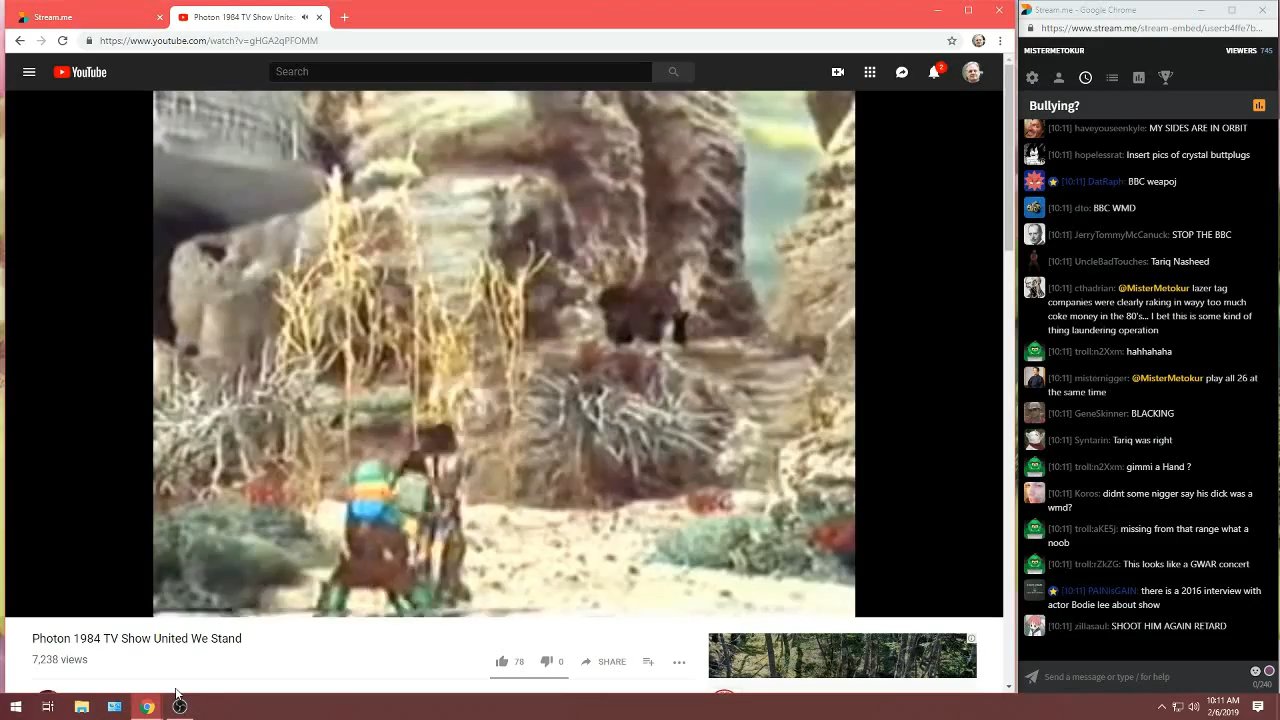 Stream.me
Photon 1984 TV Show Unite
Stream.me - Google Chrome
https://www.youtube.com/watch?v=gHGA2qPFOMM
https://www.stream.me/stream-embed/user:b4ffe7b...
MISTERMETOKUR
VIEWERS 745
YouTube
Search
2
Bullying?
[10:11] haveyouseenkyle: MY SIDES ARE IN ORBIT
[10:11] hopelessrat: Insert pics of crystal buttplugs
[10:11] DatRaph: BBC weapoj
[10:11] dto: BBC WMD
[10:11] JerryTommyMcCanuck: STOP THE BBC
[10:11] UncleBadTouches: Tariq Nasheed
[10:11] cthadrian: @MisterMetokur lazer tag
companies were clearly raking in wayy too much
coke money in the 80's... I bet this is some kind of
thing laundering operation
[10:11] troll:n2Xxm: hahhahaha
[10:11] misternigger: @MisterMetokur play all 26 at
the same time
[10:11] GeneSkinner: BLACKING
[10:11] Syntarin: Tariq was right
[10:11] troll:n2Xxm: gimmi a Hand ?
[10:11] Koros: didnt some nigger say his dick was a
wmd?
[10:11] troll:aKE5j: missing from that range what a
noob
[10:11] troll:rZkZG: This looks like a GWAR concert
[10:11] PAINisGAIN: there is a 2016 interview with
actor Bodie lee about show
[10:11] zillasaul: SHOOT HIM AGAIN RETARD
Photon 1984 TV Show United We Stand
7,238 views
78
0
SHARE
Send a message or type / for help
0/240
10:11 AM
2/6/2019